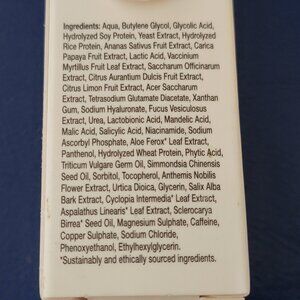 Ingredients: Aqua, Butylene Glycol, Glycolic Acid,
Hydrolyzed Soy Protein, Yeast Extract, Hydrolyzed
Rice Protein, Ananas Sativus Fruit Extract, Carica
Papaya Fruit Extract, Lactic Acid, Vaccinium
Myrtillus Fruit Leaf Extract, Saccharum Officinarum
Extract, Citrus Aurantium Dulcis Fruit Extract,
Citrus Limon Fruit Extract, Acer Saccharum
Extract, Tetrasodium Glutamate Diacetate, Xanthan
Gum, Sodium Hyaluronate, Fucus Vesiculosus
Extract, Urea, Lactobionic Acid, Mandelic Acid,
Malic Acid, Salicylic Acid, Niacinamide, Sodium
Ascorbyl Phosphate, Aloe Ferox* Leaf Extract,
Panthenol, Hydrolyzed Wheat Protein, Phytic Acid,
Triticum Vulgare Germ Oil, Simmondsia Chinensis
Seed Oil, Sorbitol, Tocopherol, Anthemis Nobilis
Flower Extract, Urtica Dioica, Glycerin, Salix Alba
Bark Extract, Cyclopia Intermedia* Leaf Extract,
Aspalathus Linearis* Leaf Extract, Sclerocarya
Birrea* Seed Oil, Magnesium Sulphate, Caffeine,
Copper Sulphate, Sodium Chloride,
Phenoxyethanol, Ethylhexylglycerin.
*Sustainably and ethically sourced ingredients.